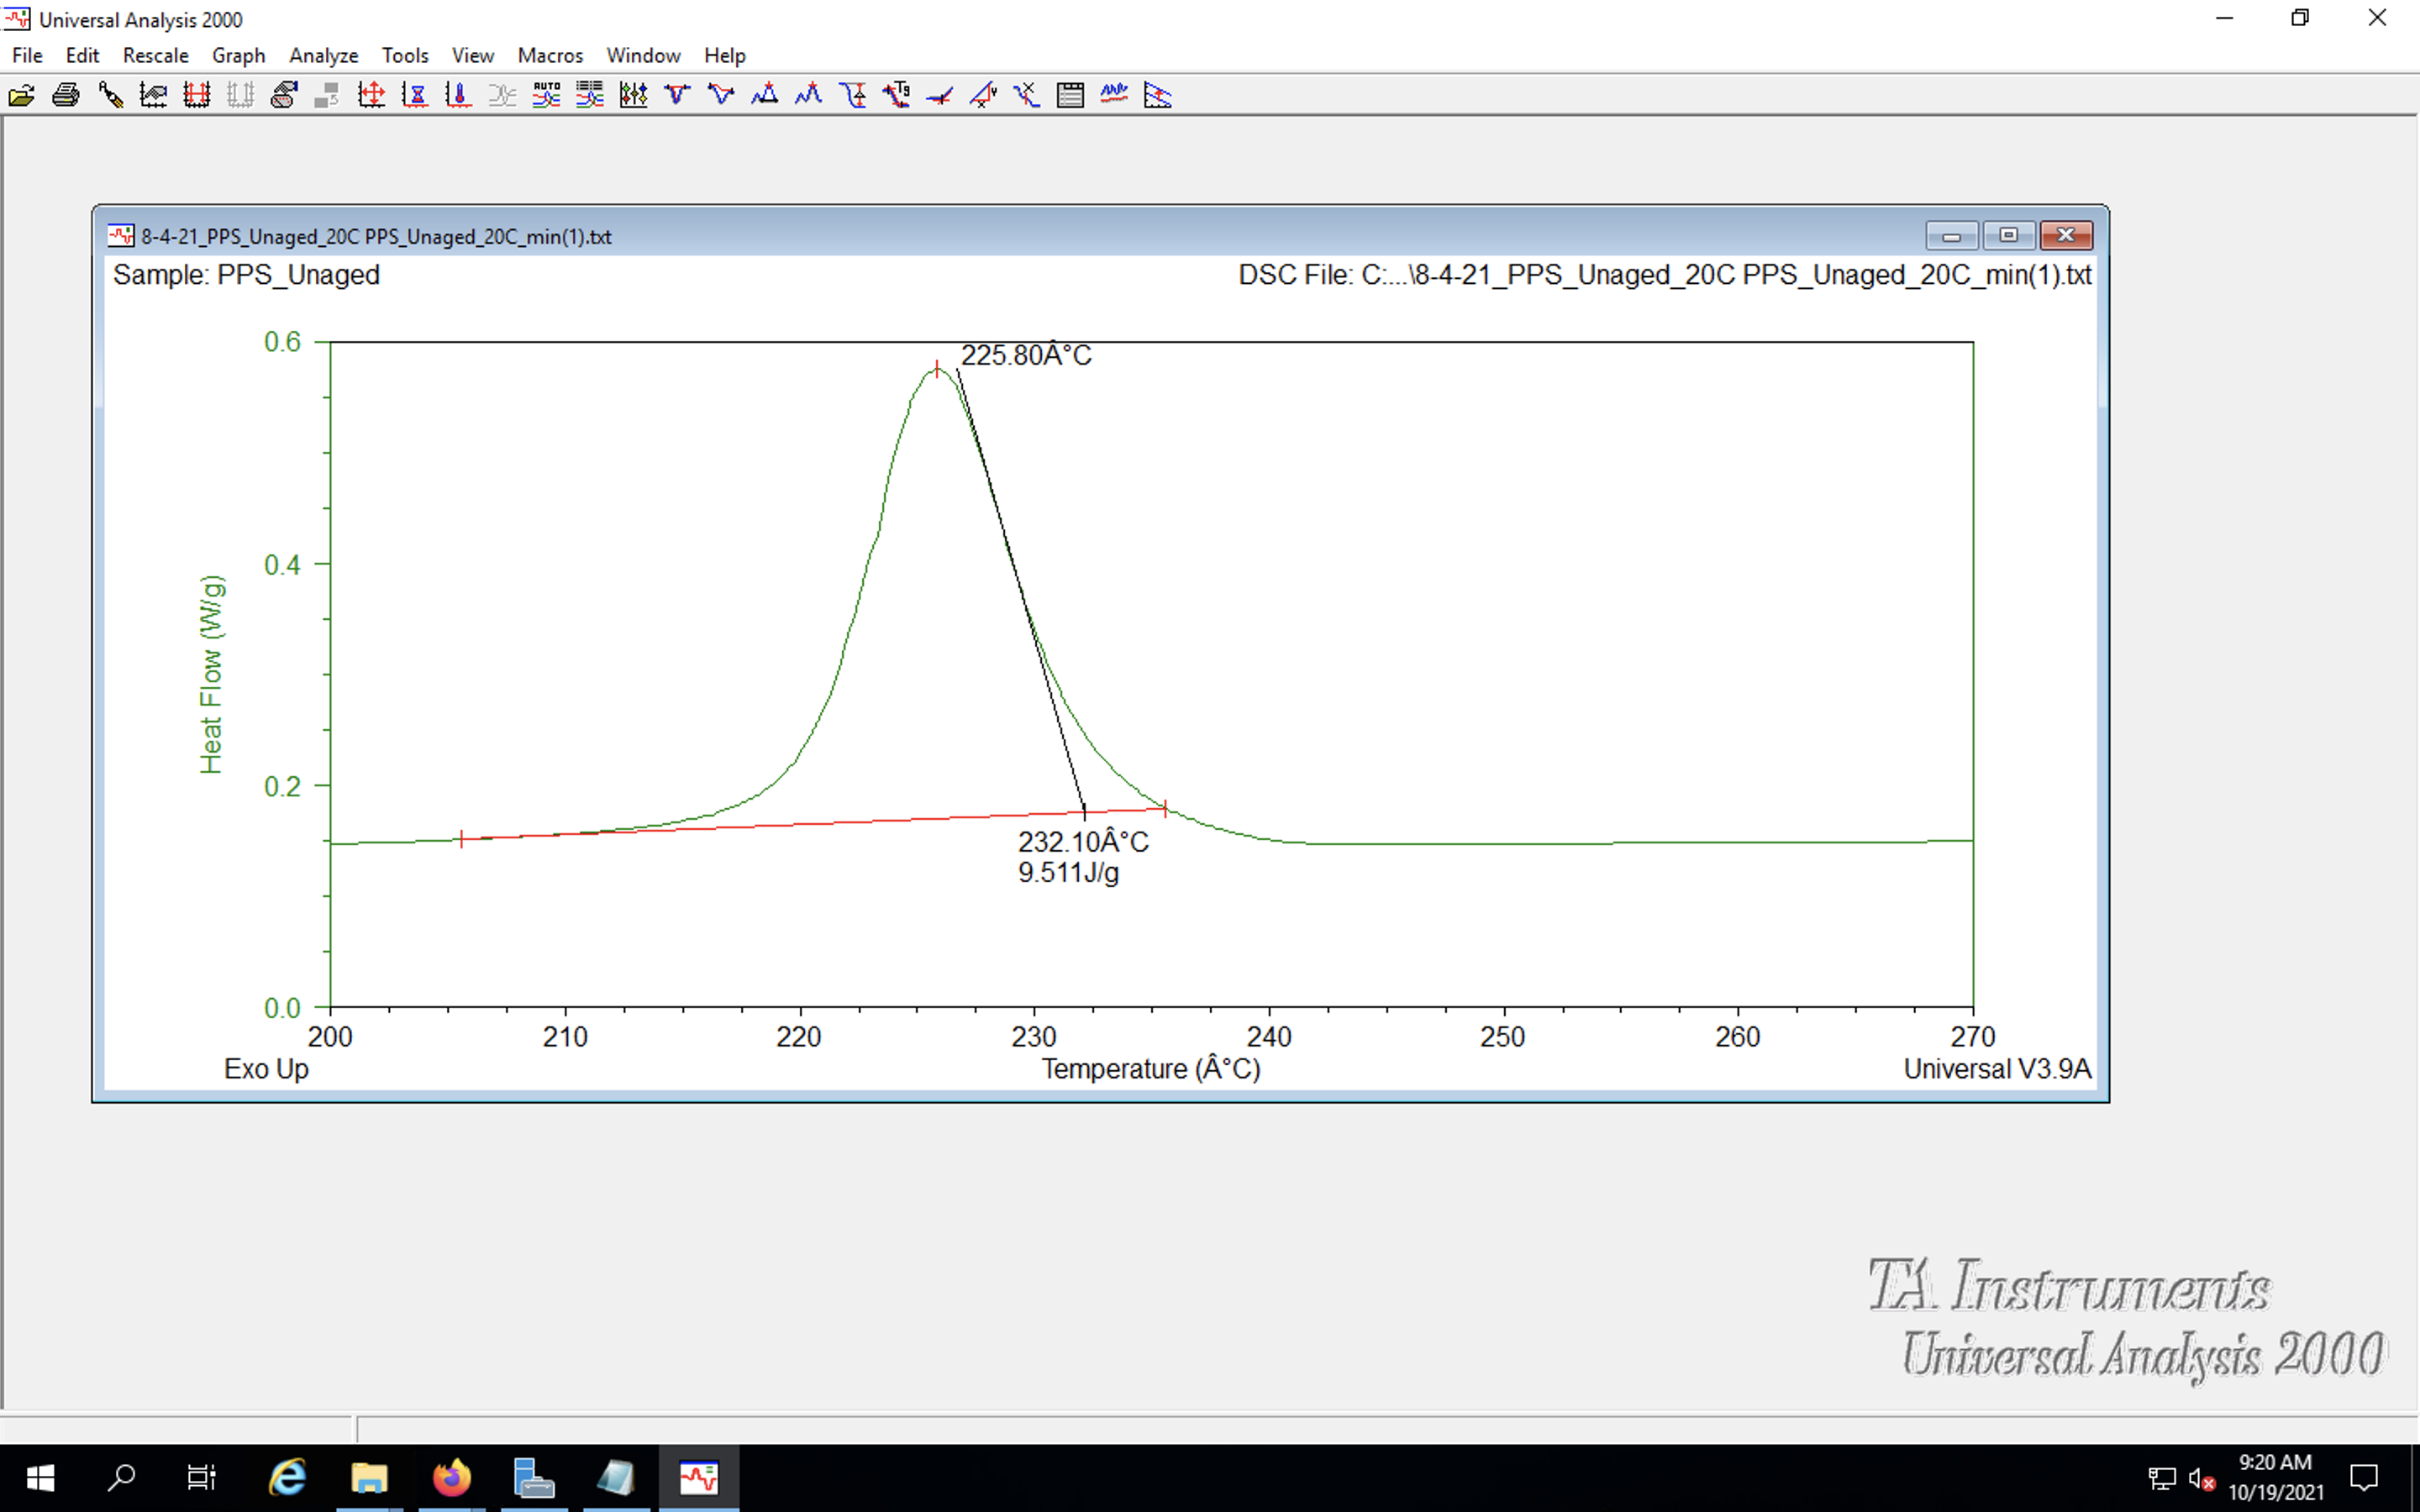 Universal Analysis 2000
File Edit Rescale Graph Analyze Tools View Macros Window Help
AUTO
Tg
8-4-21_PPS_Unaged_20C PPS_Unaged_20C_min(1).txt
Sample: PPS_Unaged
DSC File: C:...\8-4-21_PPS_Unaged_20C PPS_Unaged_20C_min(1).txt
0.6
225.80Â°C
0.4
Heat Flow (W/g)
0.2
232.10Â°C
9.511J/g
0.0
200 210 220 230 240 250 260 270
Exo Up
Temperature (Â°C)
Universal V3.9A
TA Instruments
Universal Analysis 2000
9:20 AM
10/19/2021